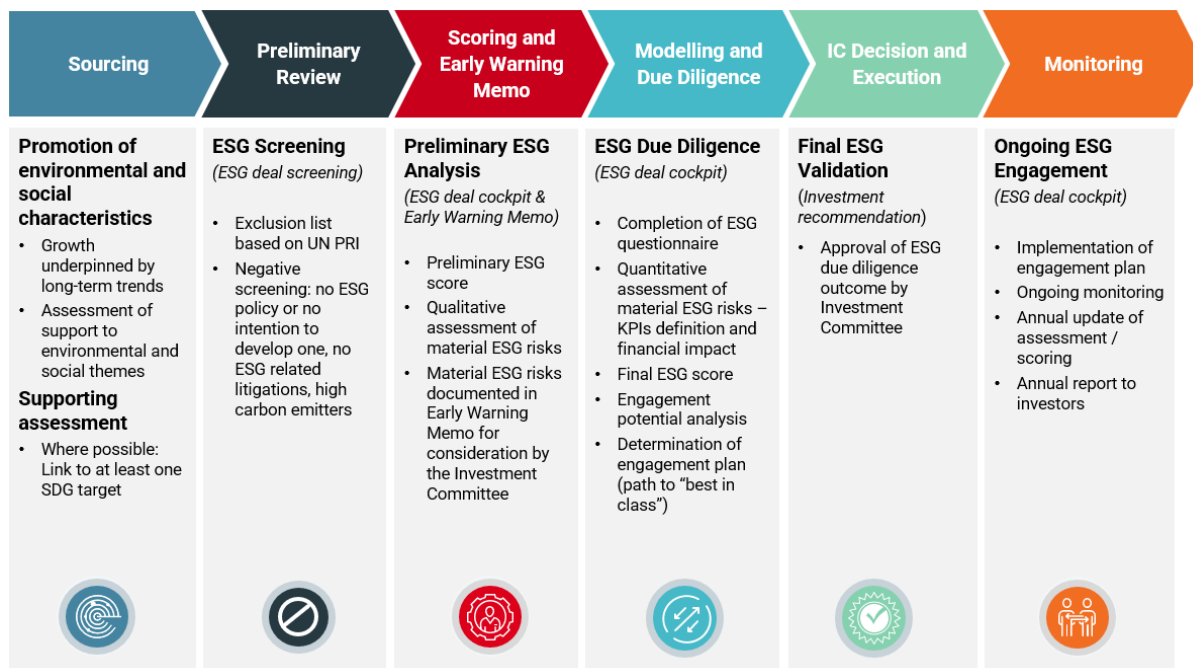 Sourcing
Preliminary
Review
Scoring and
Early Warning
Memo
Modelling and
Due Diligence
IC Decision and
Execution
Monitoring
Promotion of
environmental and
social
characteristics
• Growth
underpinned by
long-term trends
• Assessment of
support to
environmental and
social themes
Supporting
assessment
• Where possible:
Link to at least one
SDG target
ESG Screening
(ESG deal screening)
• Exclusion list
based on UN PRI
• Negative
screening: no ESG
policy or no
intention to
develop one, no
ESG related
litigations, high
carbon emitters
Preliminary ESG
Analysis
(ESG deal cockpit &
Early Warning Memo)
• Preliminary ESG
score
• Qualitative
assessment of
material ESG risks
• Material ESG risks
documented in
Early Warning
Memo for
consideration by
the Investment
Committee
ESG Due Diligence
(ESG deal cockpit)
• Completion of ESG
questionnaire
• Quantitative
assessment of
material ESG risks –
KPIs definition and
financial impact
• Final ESG score
• Engagement
potential analysis
• Determination of
engagement plan
(path to “best in
class”)
Final ESG
Validation
(Investment
recommendation)
• Approval of ESG
due diligence
outcome by
Investment
Committee
Ongoing ESG
Engagement
(ESG deal cockpit)
• Implementation of
engagement plan
• Ongoing monitoring
• Annual update of
assessment /
scoring
• Annual report to
investors